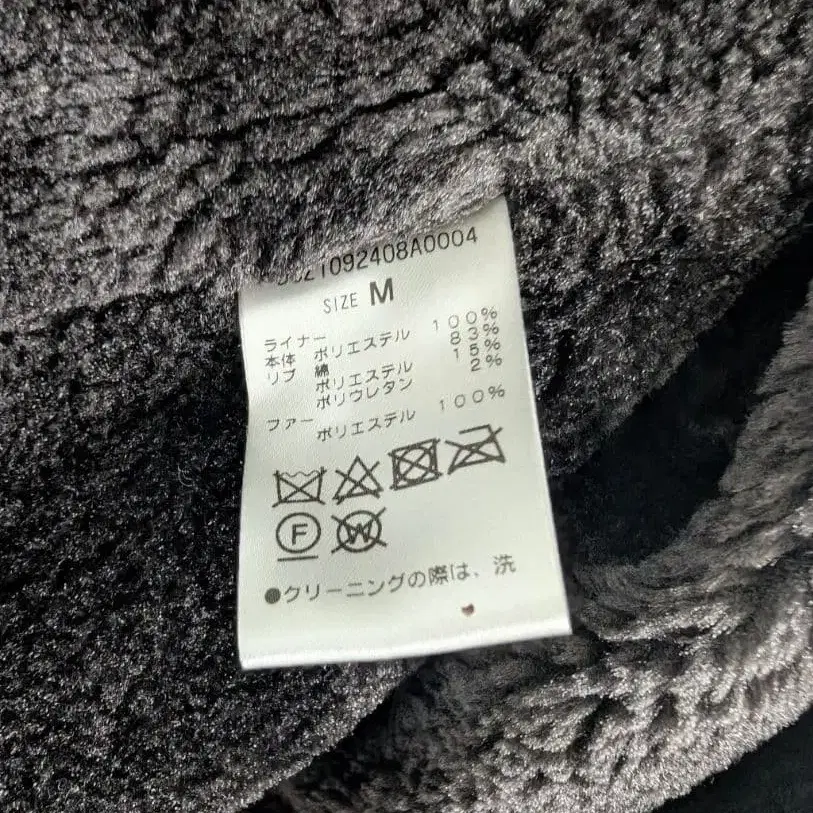 092408A0004
SIZE M
ライナー
本体 ポリエステル 100%
リブ 綿 83%
ポリエステル 15%
ポリウレタン 2%
ファー
ポリエステル 100%
F W
●クリーニングの際は、洗